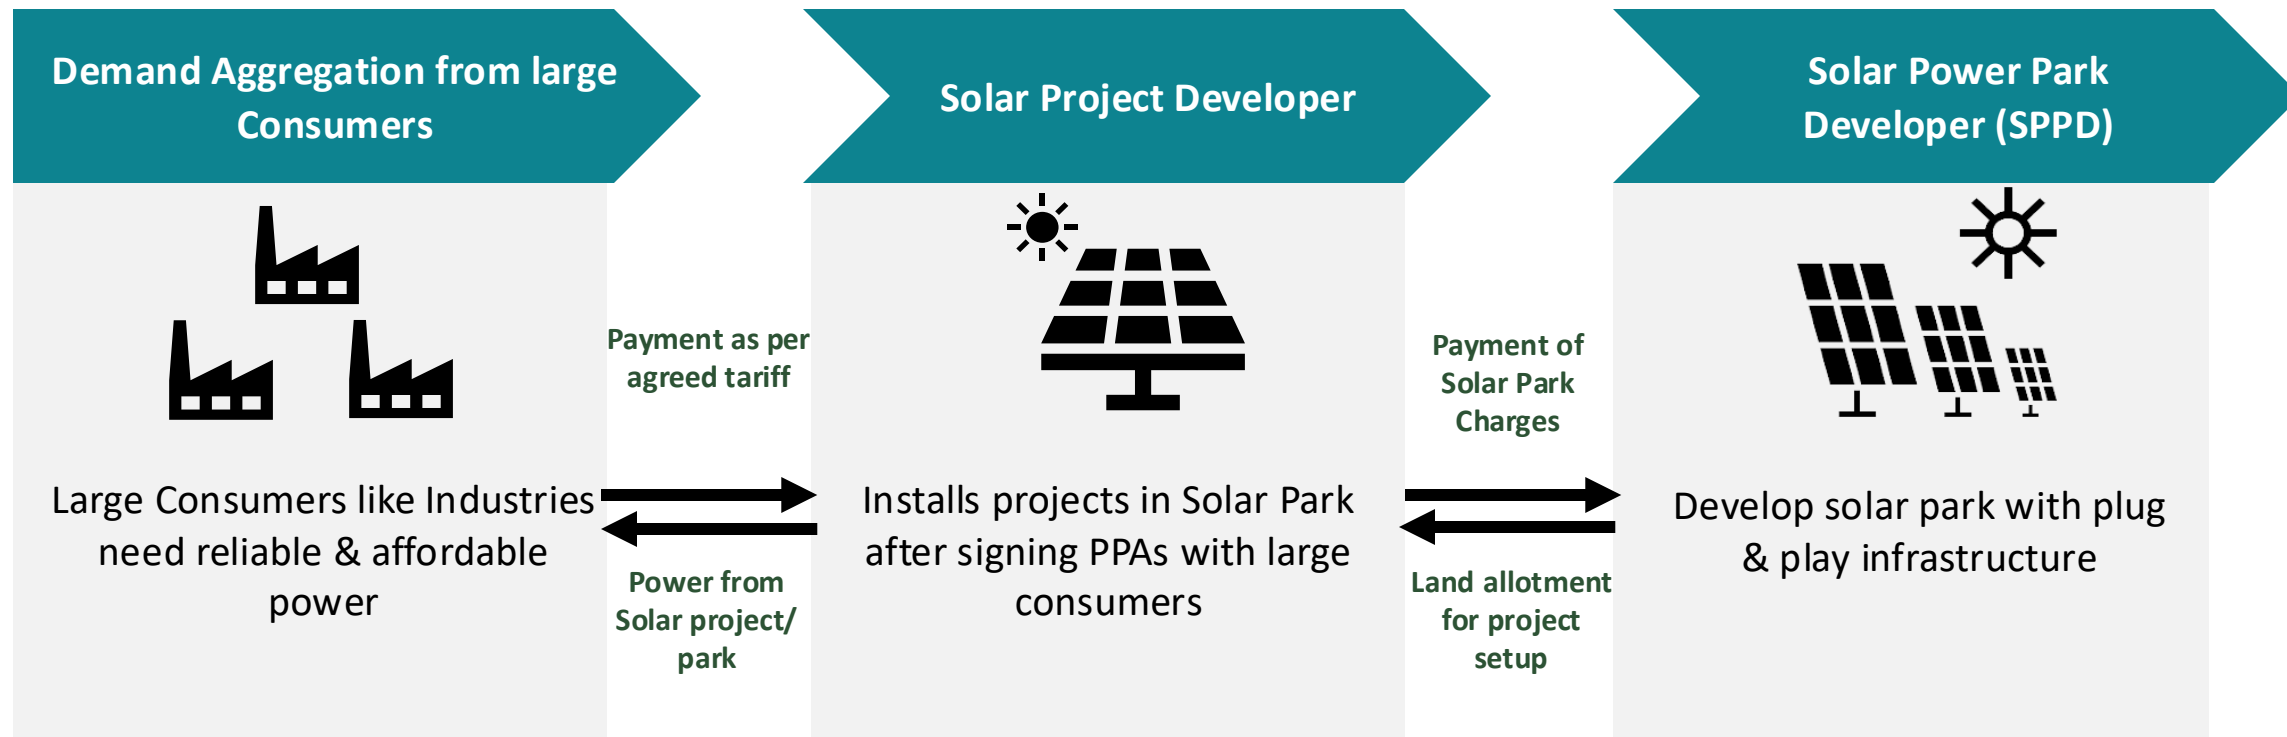 Demand Aggregation from large
Consumers
Solar Project Developer
Solar Power Park
Developer (SPPD)
Payment as per
agreed tariff
Payment of
Solar Park
Charges
Large Consumers like Industries
need reliable & affordable
power
Installs projects in Solar Park
after signing PPAs with large
consumers
Develop solar park with plug
& play infrastructure
Power from
Solar project/
park
Land allotment
for project
setup